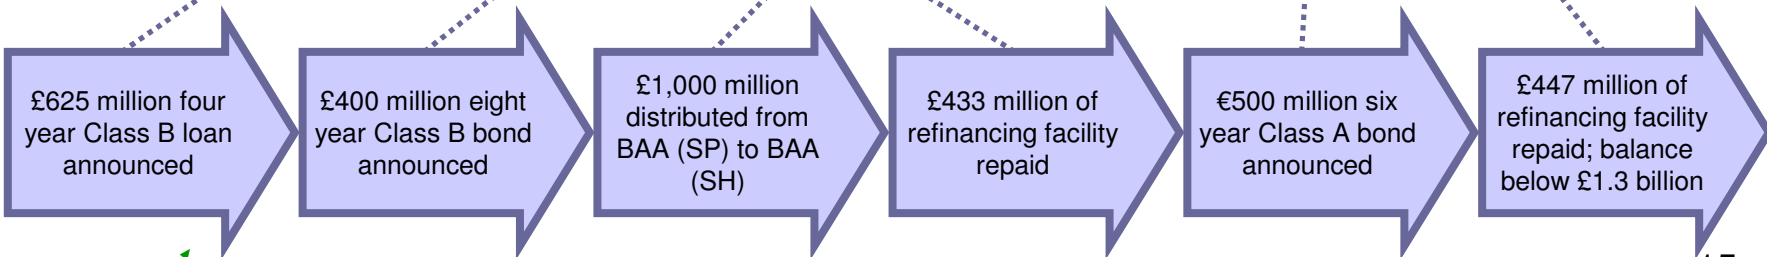 £625 million four
year Class B loan
announced
£400 million eight
year Class B bond
announced
£1,000 million
distributed from
BAA (SP) to BAA
(SH)
£433 million of
refinancing facility
repaid
€500 million six
year Class A bond
announced
£447 million of
refinancing facility
repaid; balance
below £1.3 billion